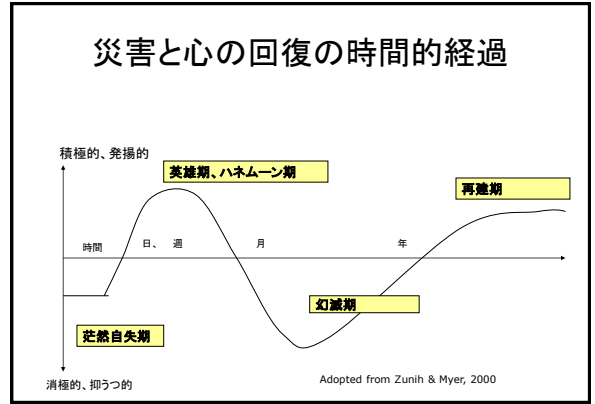 災害と心の回復の時間的経過
積極的、発揚的
英雄期、ハネムーン期
再建期
時間
日、 週
月
年
幻滅期
茫然自失期
消極的、抑うつ的
Adopted from Zunih & Myer, 2000